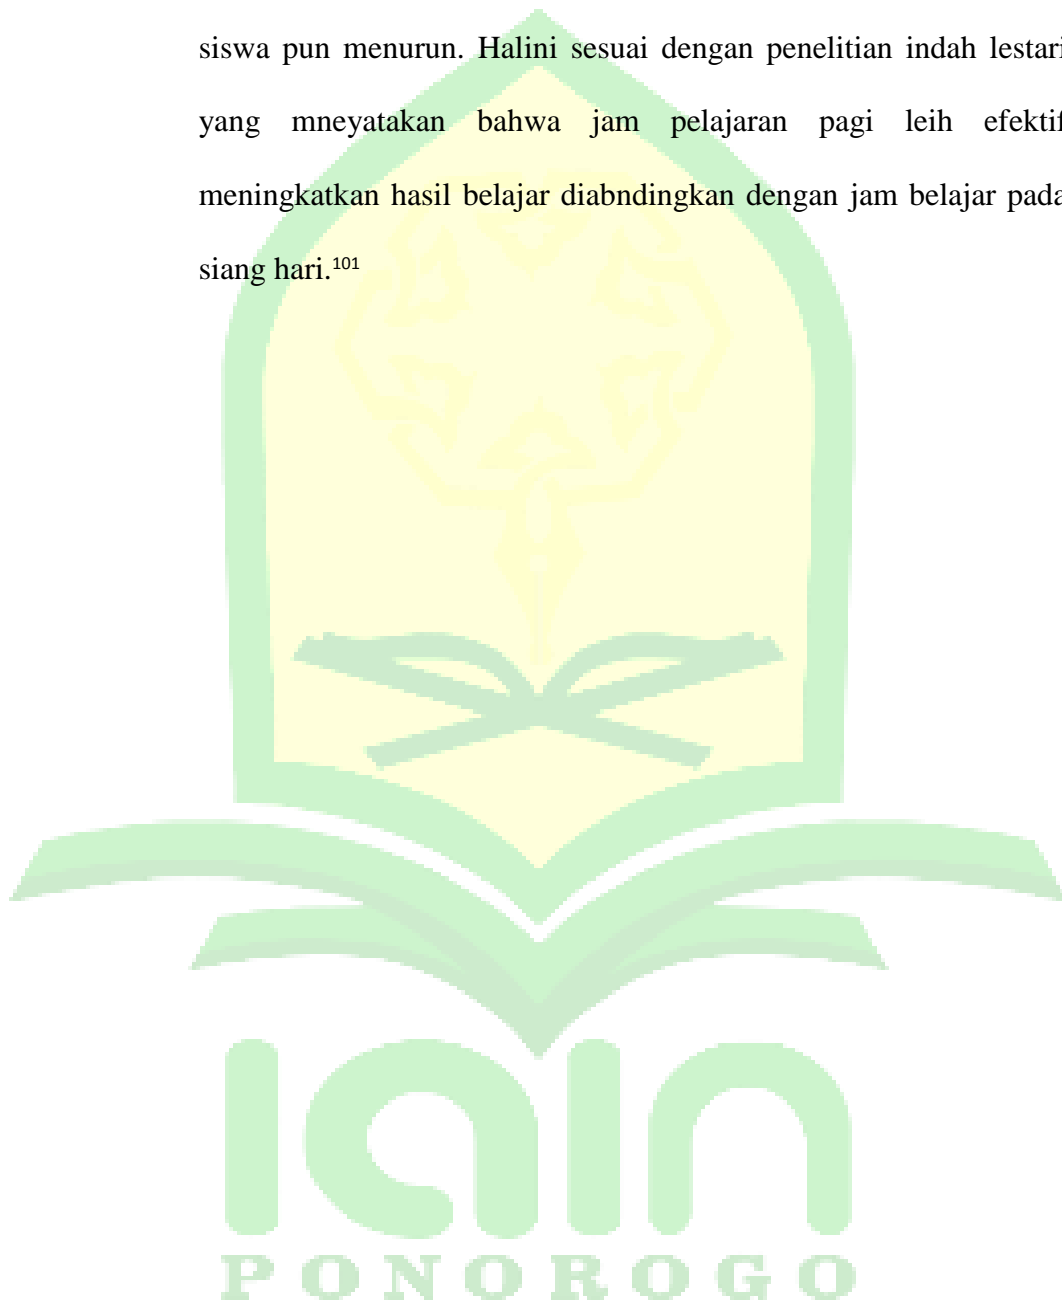 siswa pun menurun. Halini sesuai dengan penelitian indah lestari
yang mneyatakan bahwa jam pelajaran pagi leih efektif
meningkatkan hasil belajar diabndingkan dengan jam belajar pada
siang hari.101
iain
PONOROGO